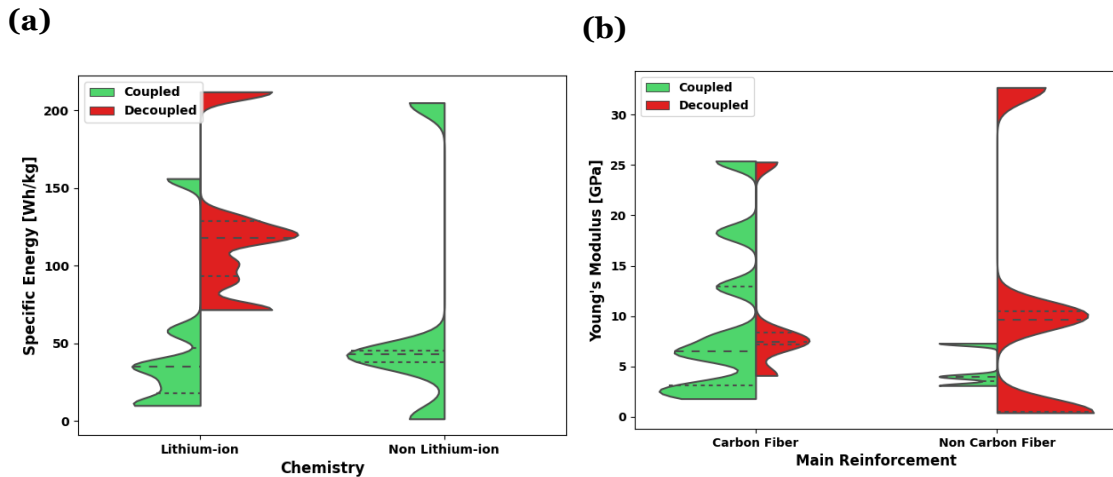 (a)
Coupled
Decoupled
200
150
100
50
0
Specific Energy [Wh/kg]
Lithium-ion
Non Lithium-ion
Chemistry
(b)
Coupled
Decoupled
30
25
20
15
10
5
0
Young's Modulus [GPa]
Carbon Fiber
Non Carbon Fiber
Main Reinforcement